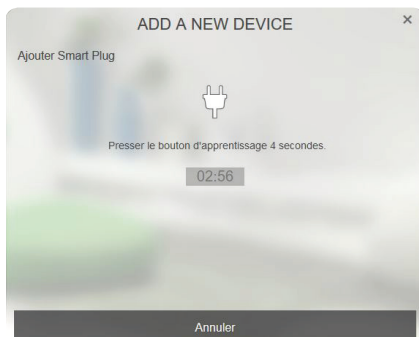 ADD A NEW DEVICE
×
Ajouter Smart Plug
Presser le bouton d'apprentissage 4 secondes.
02:56
Annuler